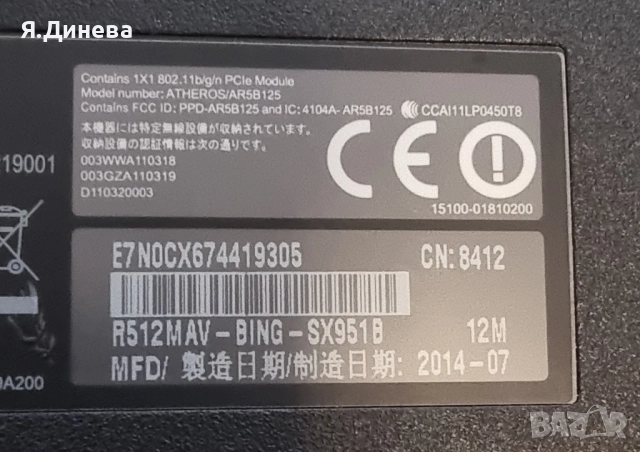 Я.Динева
Contains 1X1 802.11b/g/n PCIe Module
Model number: ATHEROS/AR5B125
Contains FCC ID: PPD-AR5B125 and IC: 4104A- AR5B125
CCAI11LP0450T8
本機器には特定無線設備が収納されています。
収納設備の認証情報は次の通りです。
003WWA110318
003GZA110319
D110320003
CE
15100-01810200
19001
E7N0CX674419305
CN: 8412
R512MAV-BING-SX951B
12M
MFD/ 製造日期/制造日期: 2014-07
0A200
BAZAR